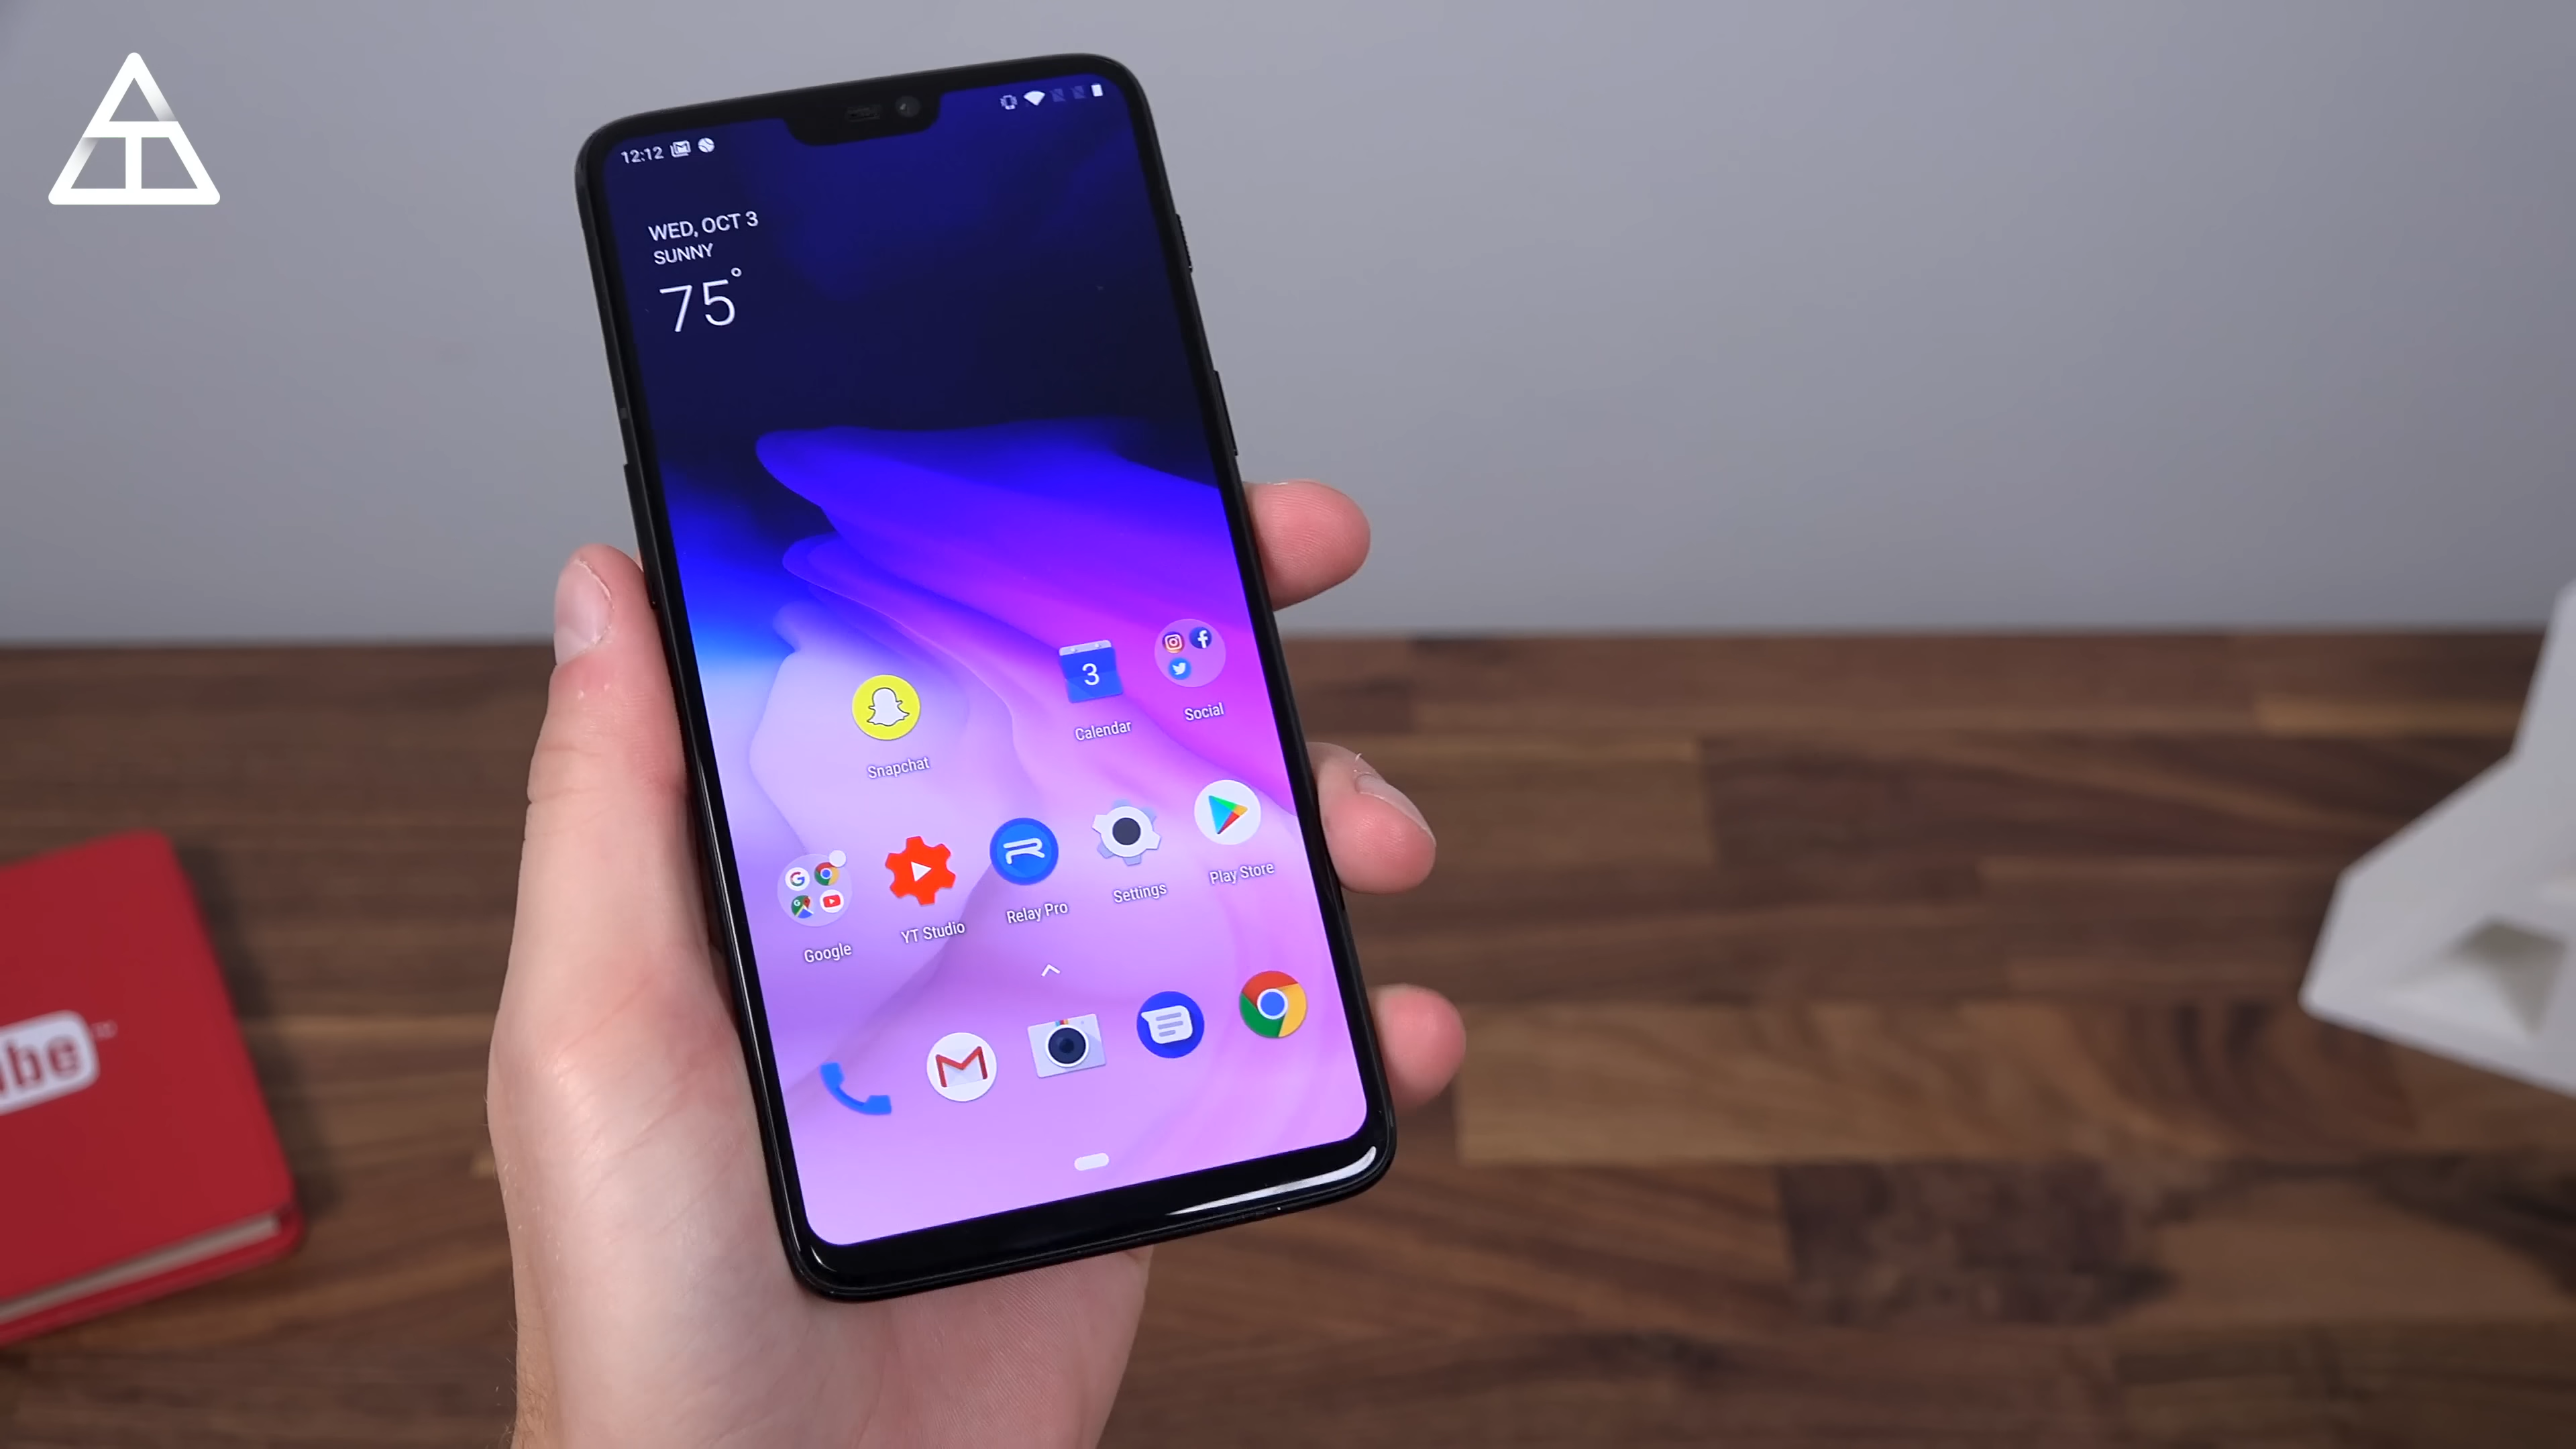 12:12
WED, OCT 3
SUNNY
75°
3
Calendar
Social
Snapchat
Google
YT Studio
Relay Pro
Settings
Play Store
be™